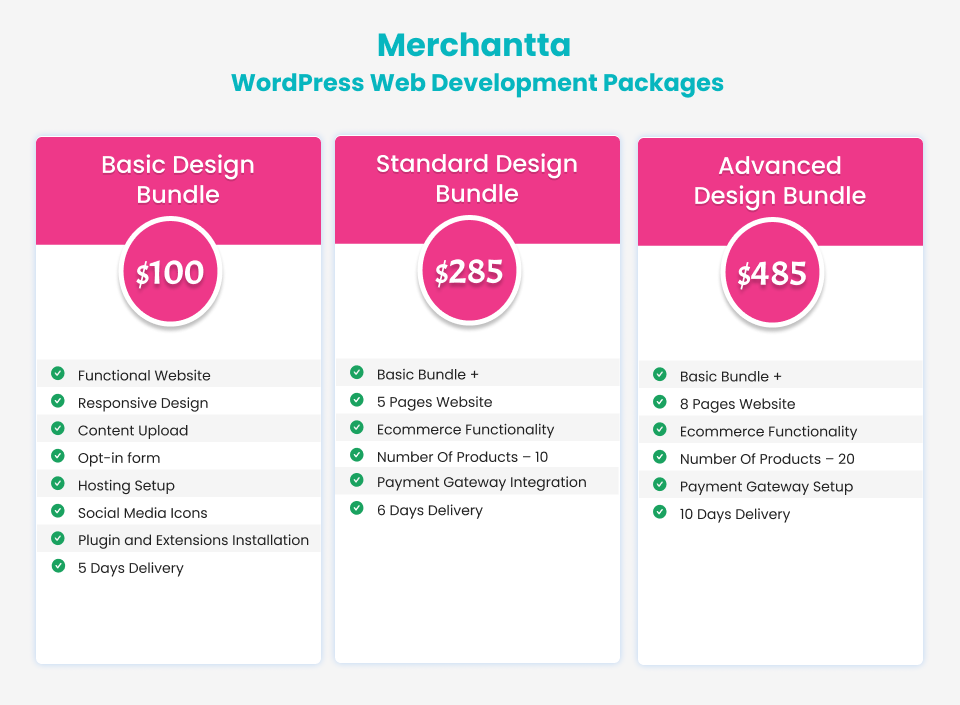 Merchantta
WordPress Web Development Packages
Basic Design
Bundle
$100
Functional Website
Responsive Design
Content Upload
Opt-in form
Hosting Setup
Social Media Icons
Plugin and Extensions Installation
5 Days Delivery
Standard Design
Bundle
$285
Basic Bundle +
5 Pages Website
Ecommerce Functionality
Number Of Products – 10
Payment Gateway Integration
6 Days Delivery
Advanced
Design Bundle
$485
Basic Bundle +
8 Pages Website
Ecommerce Functionality
Number Of Products – 20
Payment Gateway Setup
10 Days Delivery